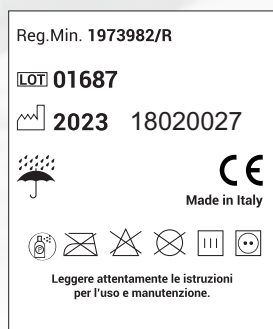 Reg.Min. 1973982/R
LOT 01687
2023 18020027
CE
Made in Italy
P
Leggere attentamente le istruzioni
per l'uso e manutenzione.